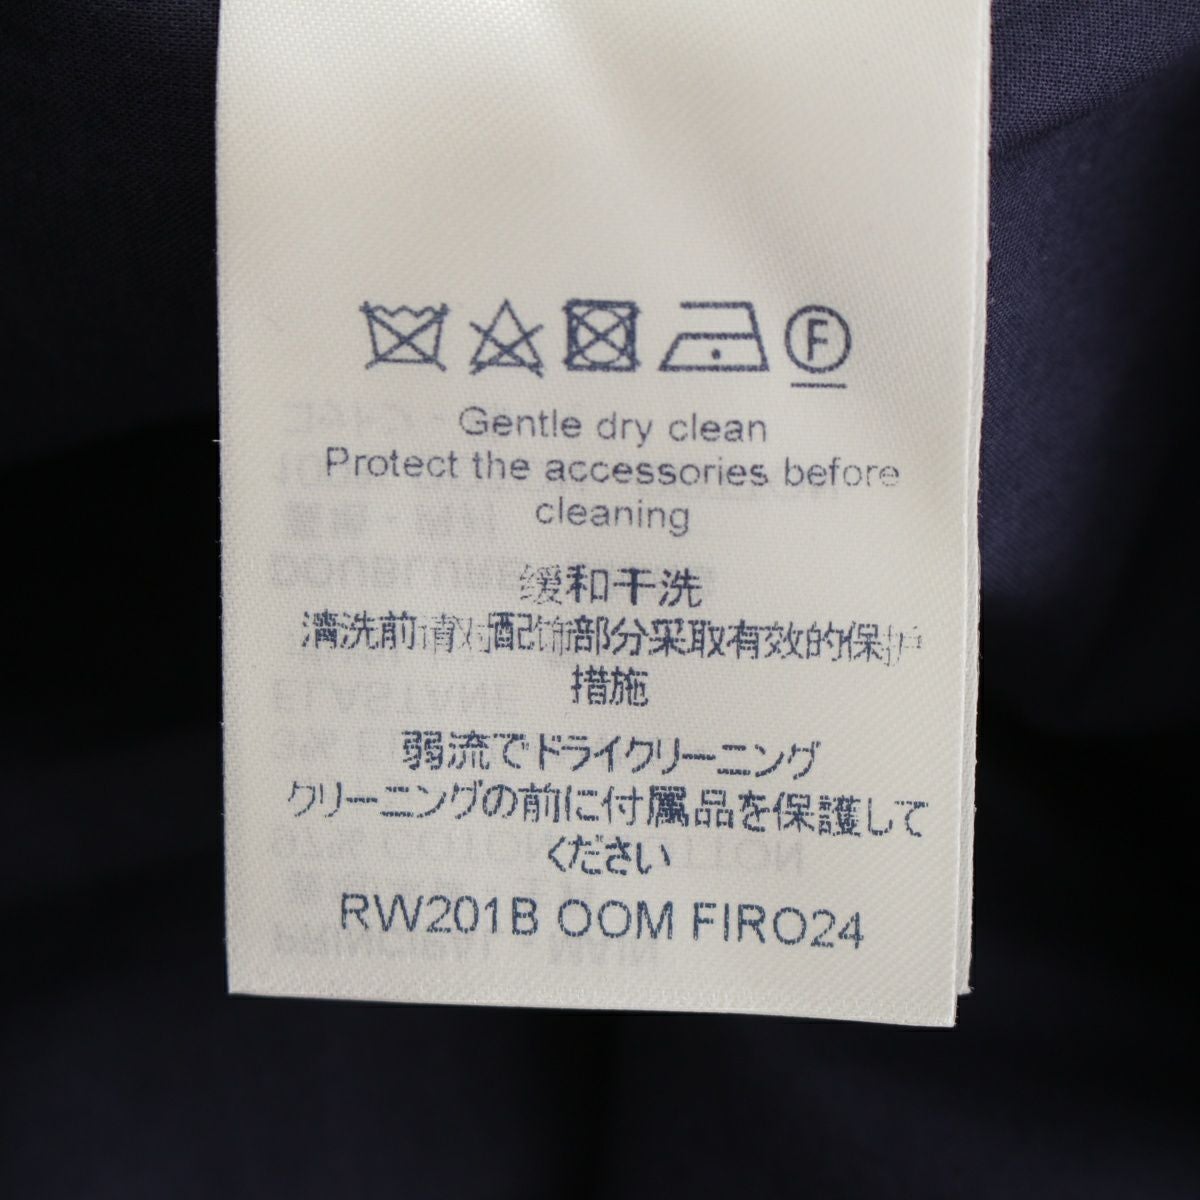 F
Gentle dry clean
Protect the accessories before
cleaning
缓和干洗
清洗前请对配饰部分采取有效的保护
措施
弱流でドライクリーニング
クリーニングの前に付属品を保護して
ください
RW201B OOM FIRO24